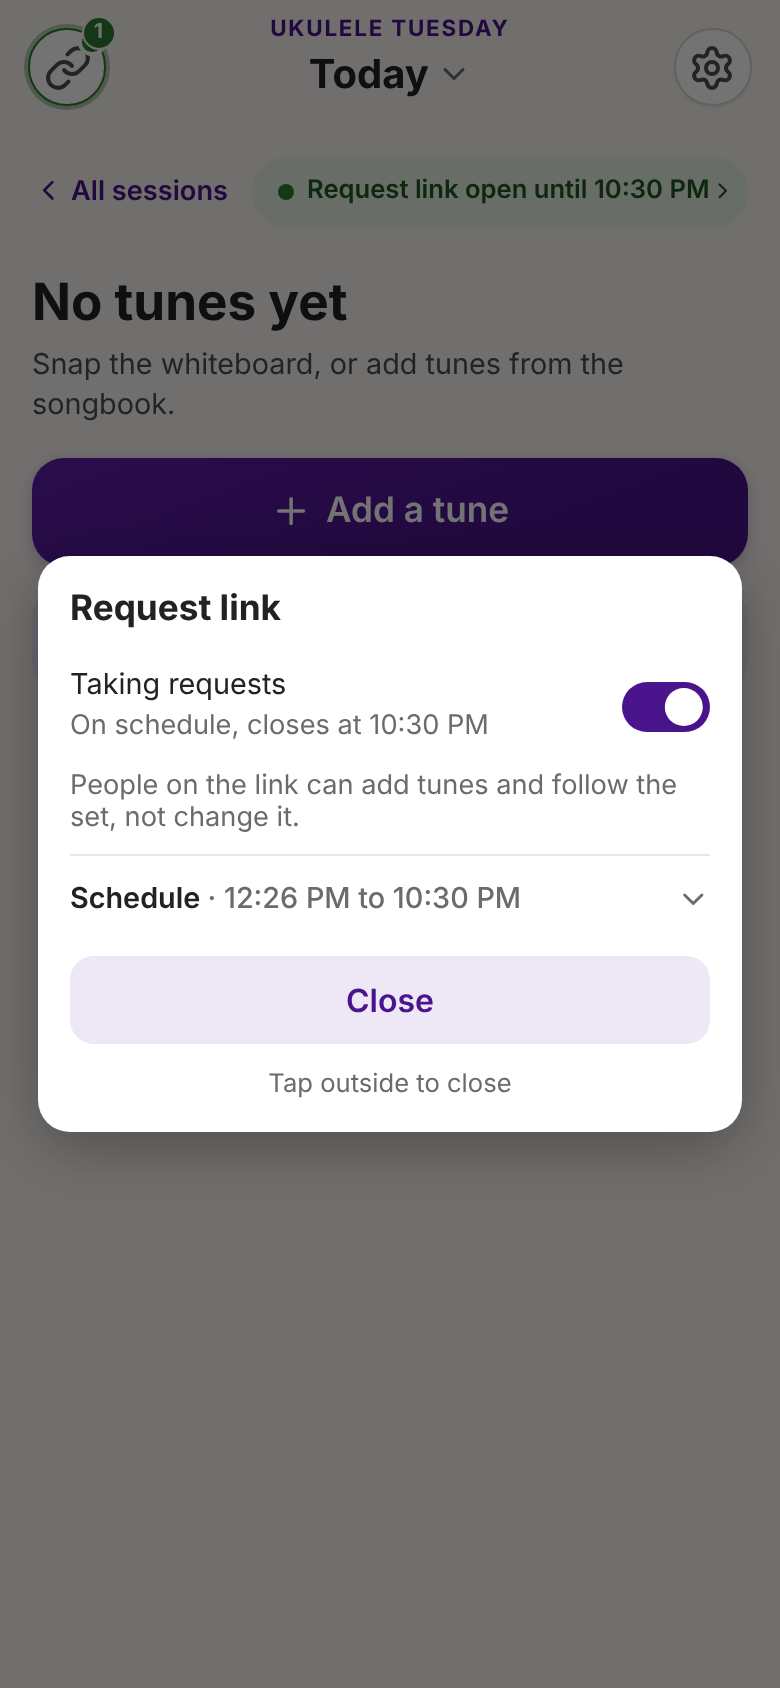 1
UKULELE TUESDAY
Today
All sessions
Request link open until 10:30 PM
No tunes yet
Snap the whiteboard, or add tunes from the
songbook.
Add a tune
Request link
Taking requests
On schedule, closes at 10:30 PM
People on the link can add tunes and follow the
set, not change it.
Schedule · 12:26 PM to 10:30 PM
Close
Tap outside to close